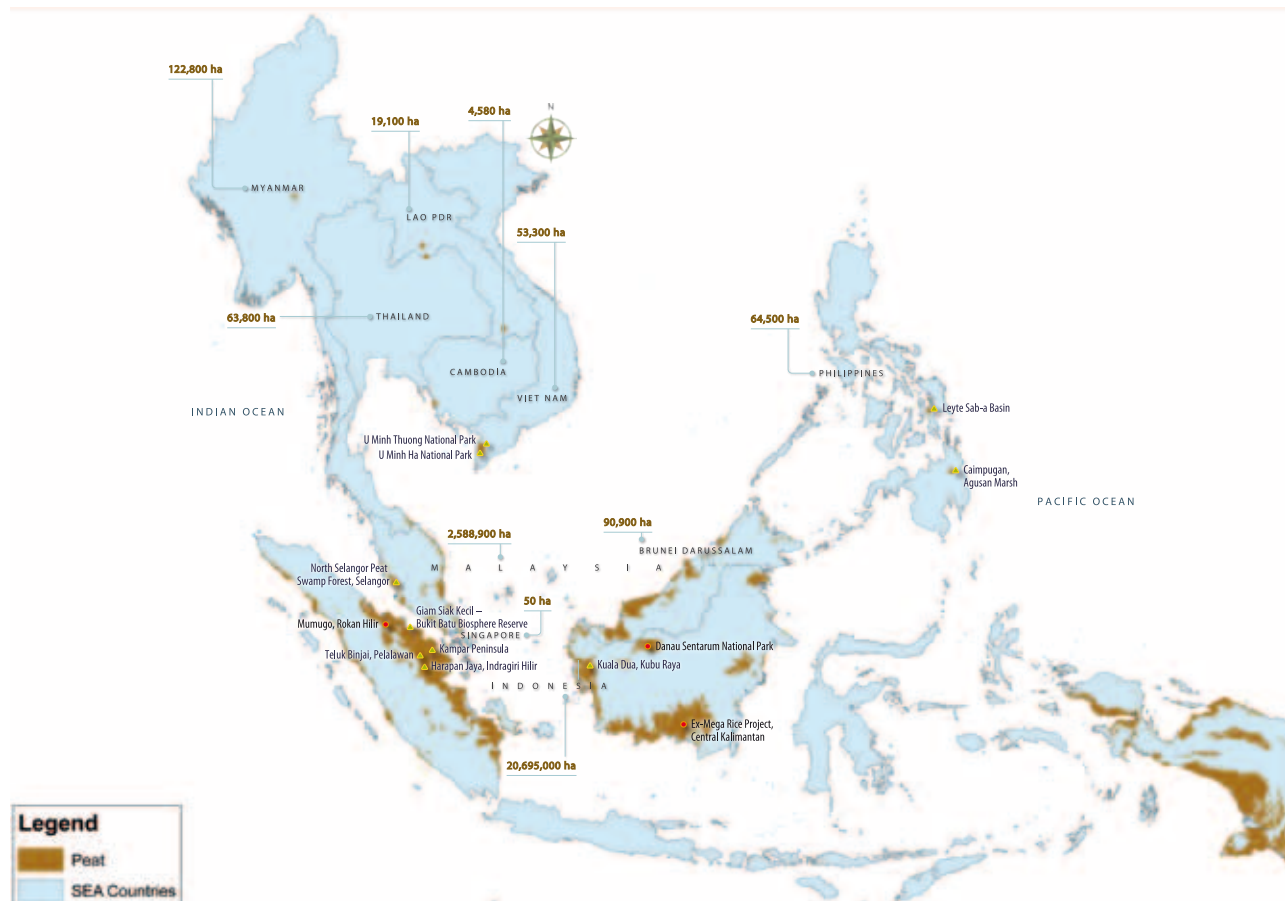 122,800 ha
4,580 ha
19,100 ha
N
MYANMAR
LAO PDR
53,300 ha
63,800 ha
THAILAND
64,500 ha
CAMBODIA
PHILIPPINES
VIET NAM
INDIAN OCEAN
Leyte Sab-a Basin
U Minh Thuong National Park
U Minh Ha National Park
Caimpugan,
Agusan Marsh
PACIFIC OCEAN
2,588,900 ha
90,900 ha
BRUNEI DARUSSALAM
MALAYSIA
North Selangor Peat
Swamp Forest, Selangor
50 ha
Giam Siak Kecil –
Bukit Batu Biosphere Reserve
Mumugo, Rokan Hilir
SINGAPORE
Kampar Peninsula
Danau Sentarum National Park
Teluk Binjai, Pelalawan
Harapan Jaya, Indragiri Hilir
Kuala Dua, Kubu Raya
INDONESIA
Ex-Mega Rice Project,
Central Kalimantan
20,695,000 ha
Legend
Peat
SEA Countries